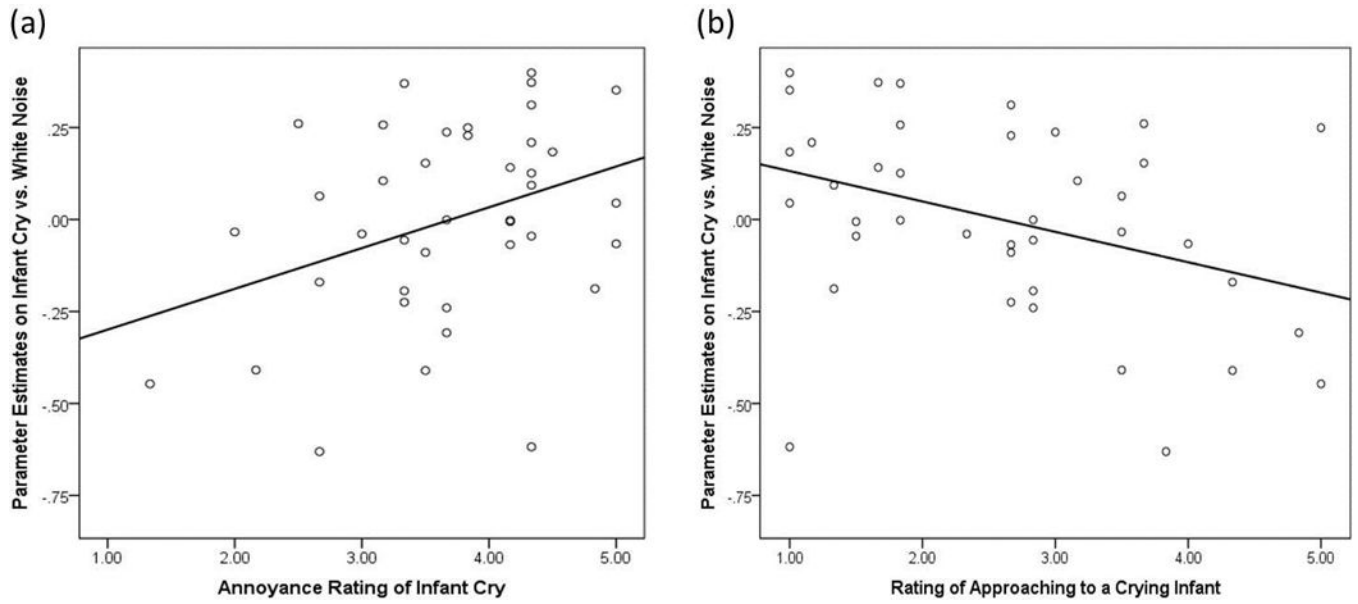 (a)
Parameter Estimates on Infant Cry vs. White Noise
.25
.00
-.25
-.50
-.75
1.00 2.00 3.00 4.00 5.00
Annoyance Rating of Infant Cry
(b)
Parameter Estimates on Infant Cry vs. White Noise
.25
.00
-.25
-.50
-.75
1.00 2.00 3.00 4.00 5.00
Rating of Approaching to a Crying Infant